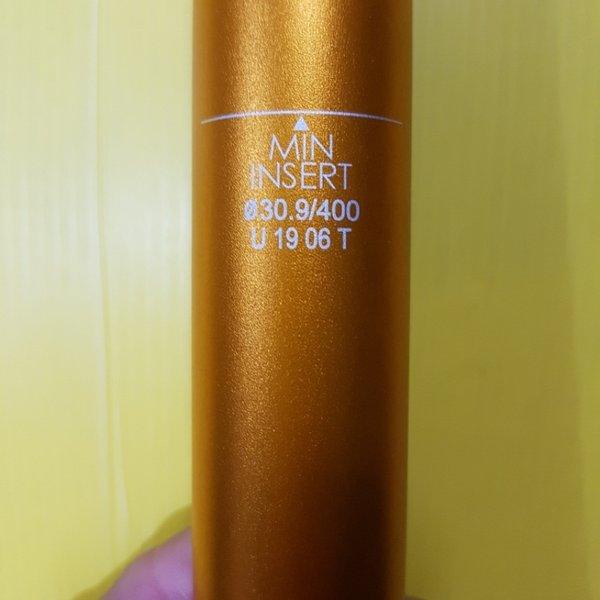 MIN
INSERT
Ø30.9/400
U 19 06 T